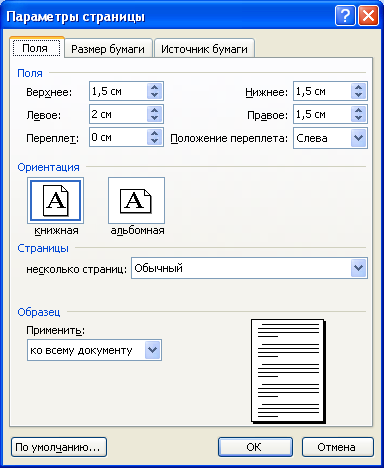 Параметры страницы
Поля Размер бумаги Источник бумаги
Поля
Верхнее: 1,5 см Нижнее: 1,5 см
Левое: 2 см Правое: 1,5 см
Переплет: 0 см Положение переплета: Слева
Ориентация
A A
книжная альбомная
Страницы
несколько страниц: Обычный
Образец
Применить:
ко всему документу
По умолчанию... ОК Отмена